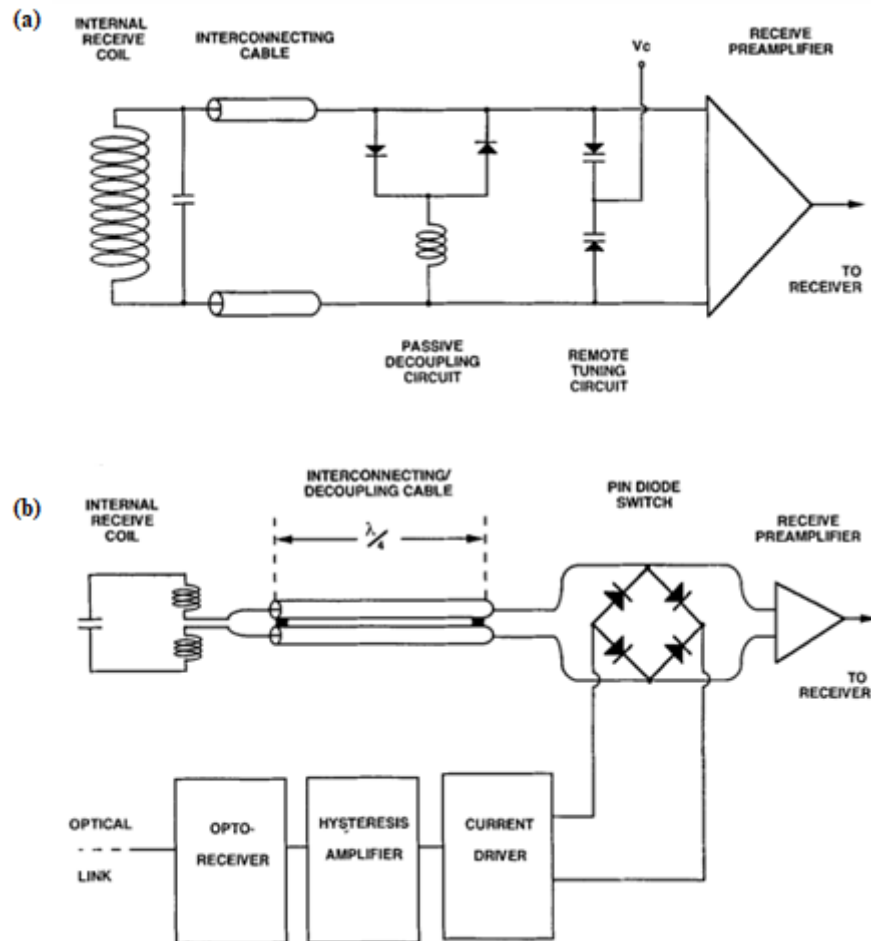 (a)
INTERNAL
RECEIVE
COIL
INTERCONNECTING
CABLE
Vc
RECEIVE
PREAMPLIFIER
TO
RECEIVER
PASSIVE
DECOUPLING
CIRCUIT
REMOTE
TUNING
CIRCUIT
(b)
INTERNAL
RECEIVE
COIL
INTERCONNECTING/
DECOUPLING CABLE
λ/4
PIN DIODE
SWITCH
RECEIVE
PREAMPLIFIER
TO
RECEIVER
OPTICAL
LINK
OPTO-
RECEIVER
HYSTERESIS
AMPLIFIER
CURRENT
DRIVER